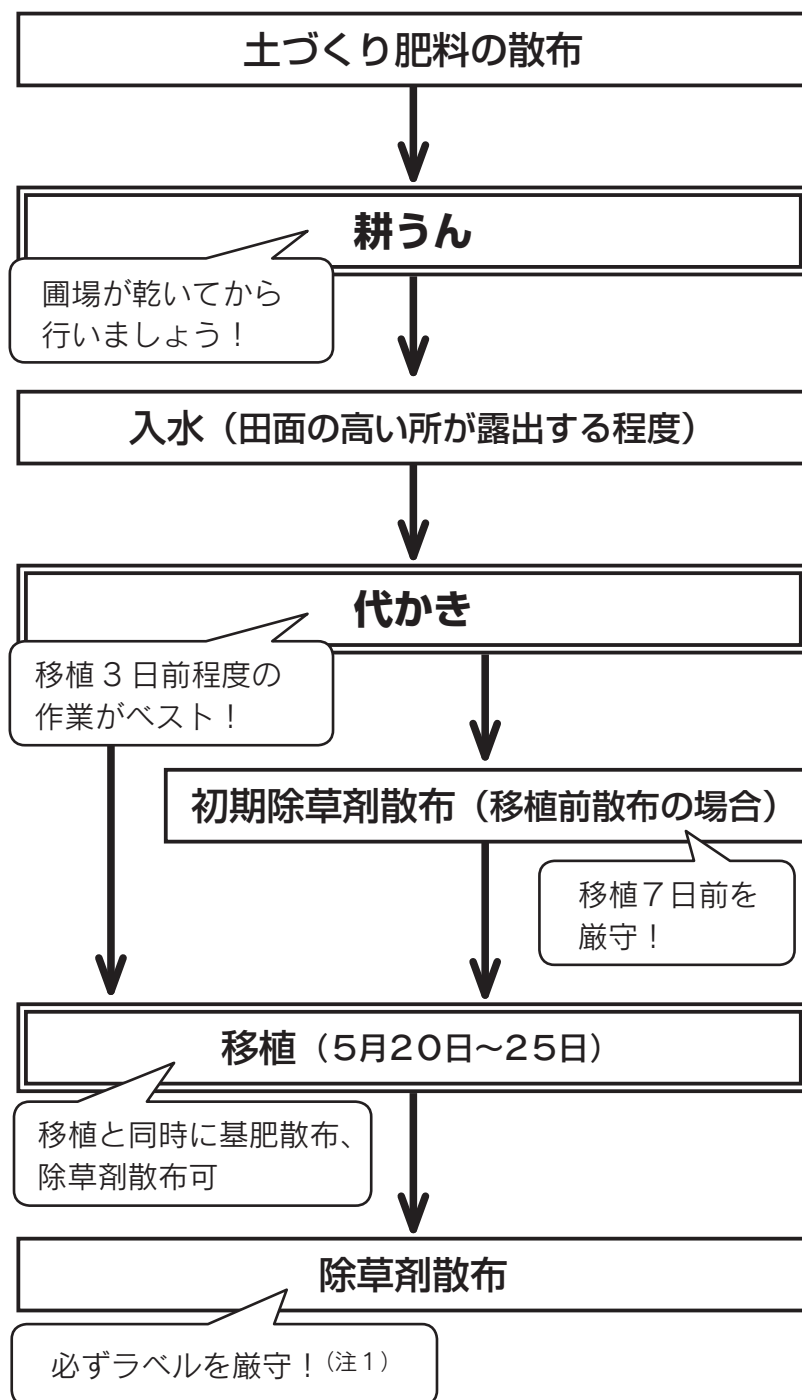 土づくり肥料の散布
耕うん
圃場が乾いてから
行いましょう！
入水（田面の高い所が露出する程度）
代かき
移植３日前程度の
作業がベスト！
初期除草剤散布（移植前散布の場合）
移植７日前を
厳守！
移植（５月２０日〜２５日）
移植と同時に基肥散布、
除草剤散布可
除草剤散布
必ずラベルを厳守！（注１）